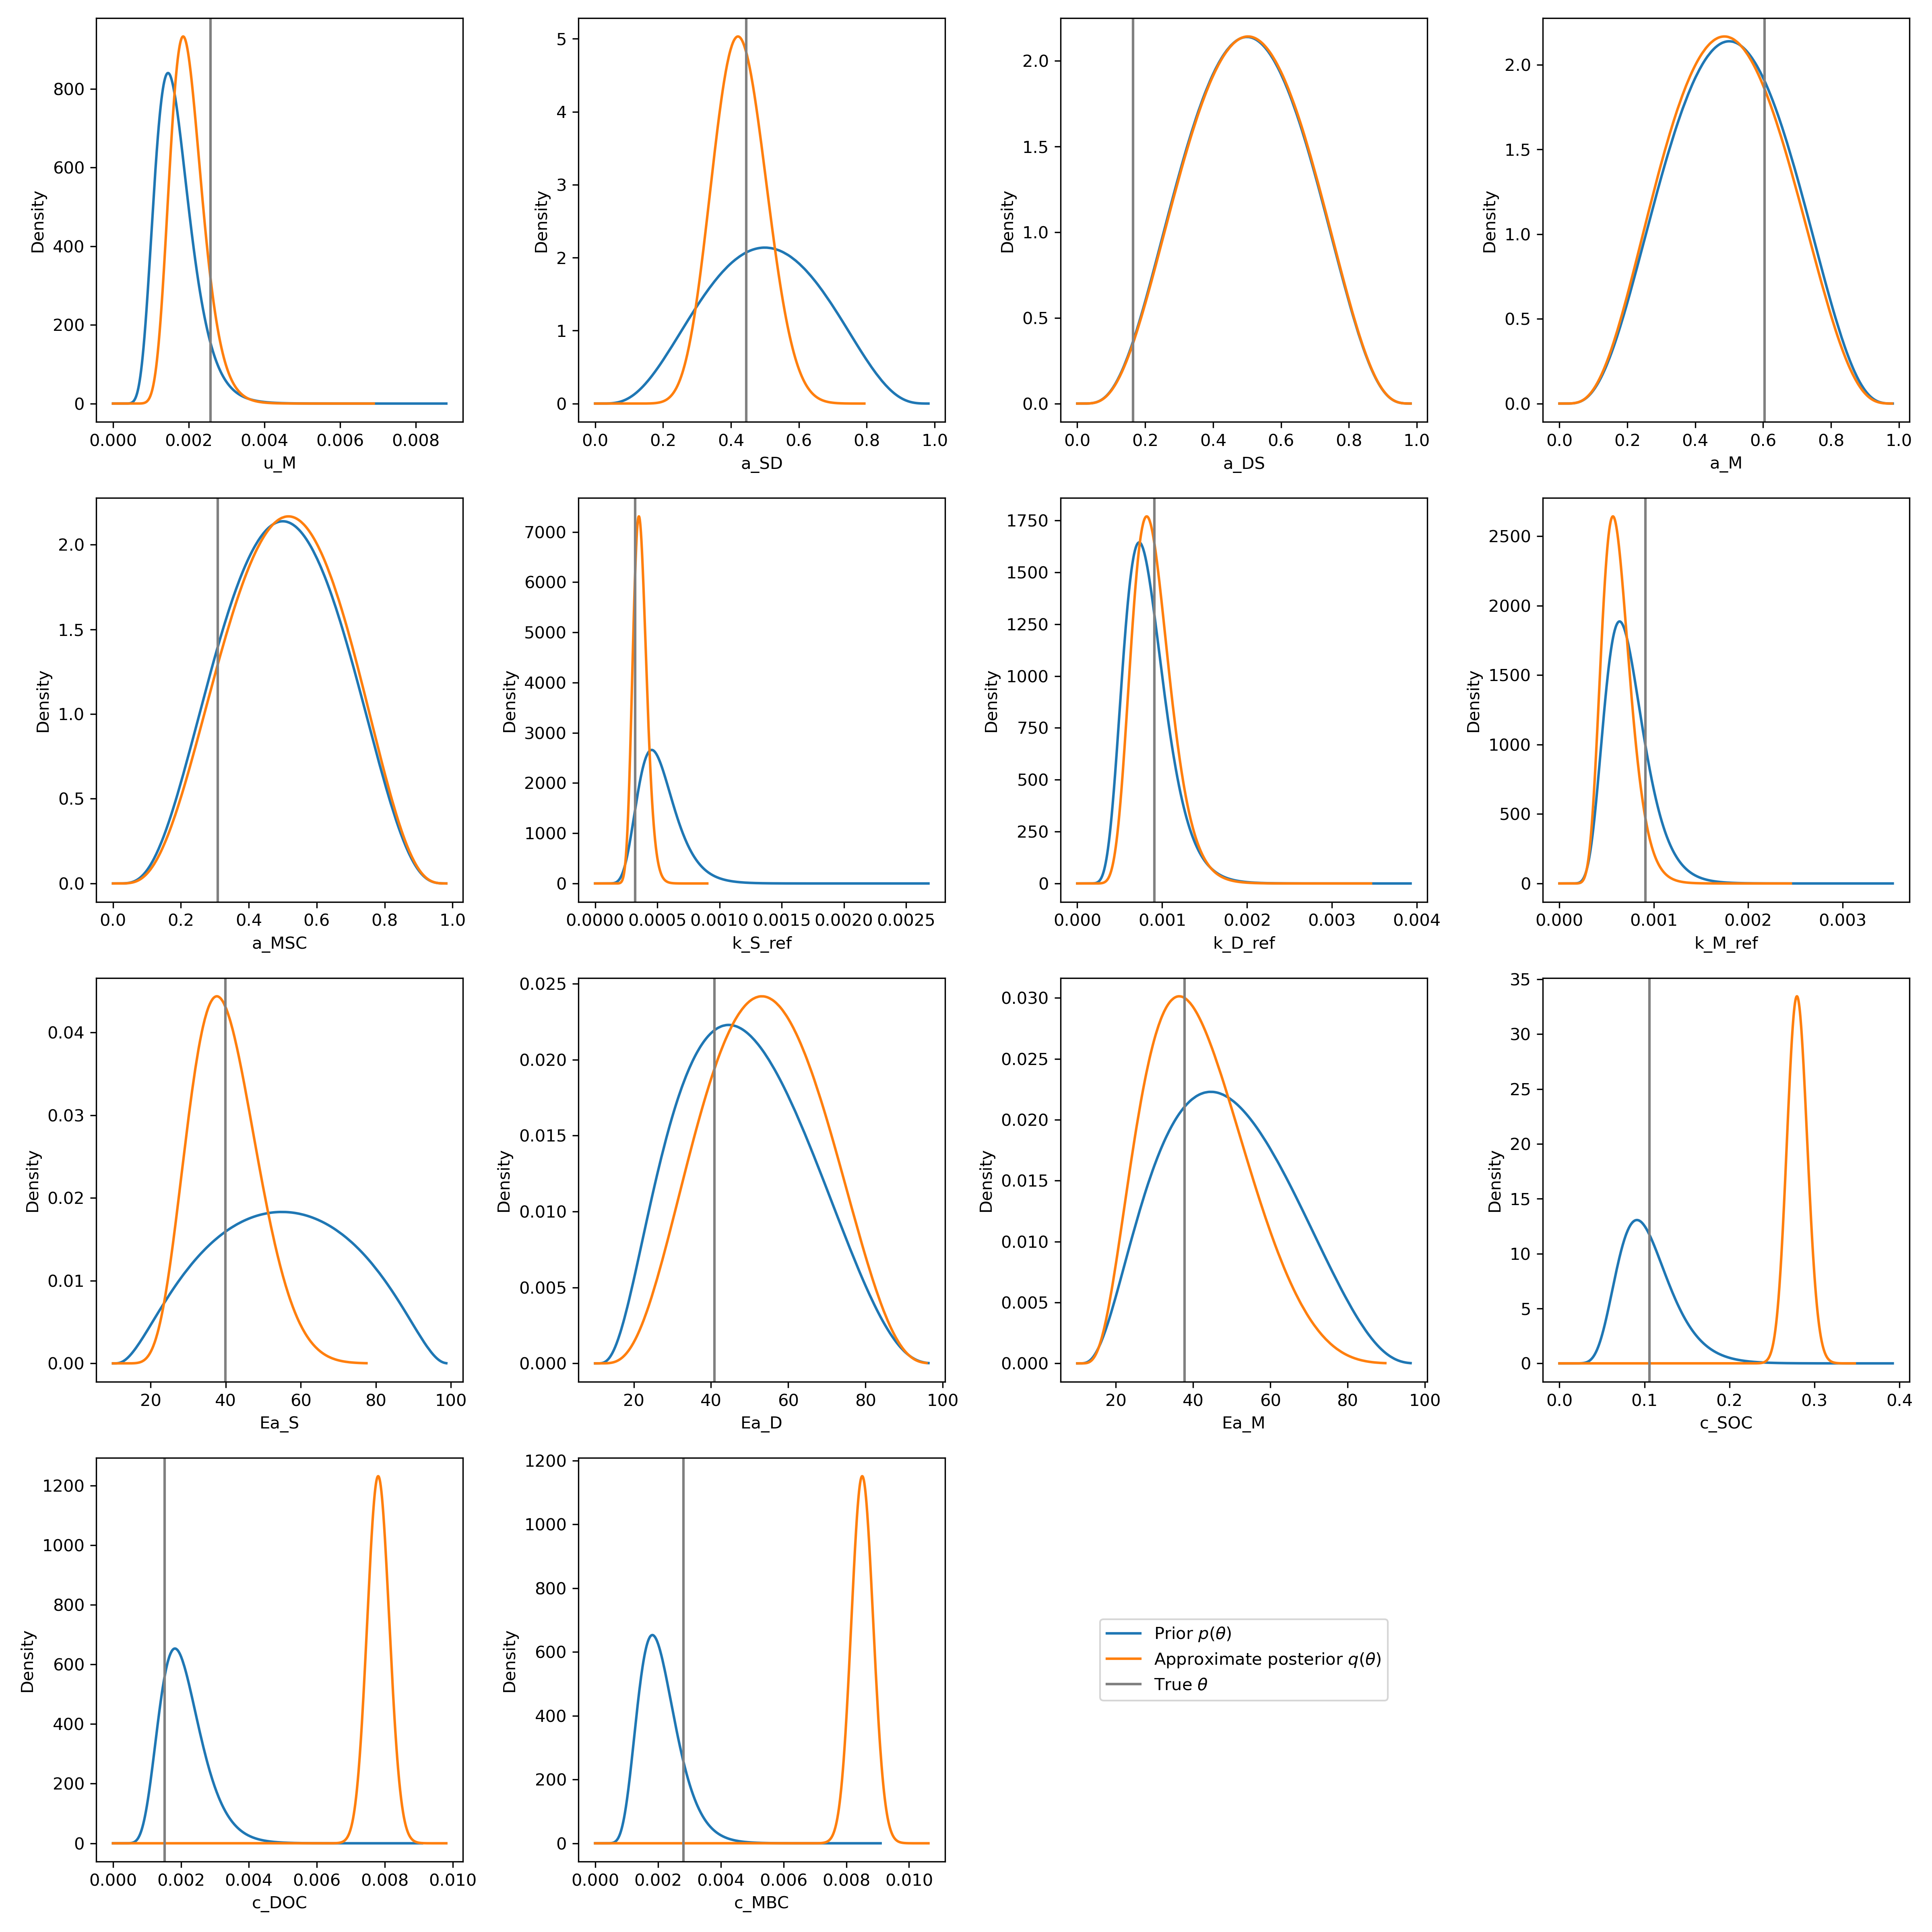 Density
800
600
400
200
0
0.000 0.002 0.004 0.006 0.008
u_M
Density
5
4
3
2
1
0
0.0 0.2 0.4 0.6 0.8 1.0
a_SD
Density
2.0
1.5
1.0
0.5
0.0
0.0 0.2 0.4 0.6 0.8 1.0
a_DS
Density
2.0
1.5
1.0
0.5
0.0
0.0 0.2 0.4 0.6 0.8 1.0
a_M
Density
2.0
1.5
1.0
0.5
0.0
0.0 0.2 0.4 0.6 0.8 1.0
a_MSC
Density
7000
6000
5000
4000
3000
2000
1000
0
0.0000 0.0005 0.0010 0.0015 0.0020 0.0025
k_S_ref
Density
1750
1500
1250
1000
750
500
250
0
0.000 0.001 0.002 0.003 0.004
k_D_ref
Density
2500
2000
1500
1000
500
0
0.000 0.001 0.002 0.003
k_M_ref
Density
0.04
0.03
0.02
0.01
0.00
20 40 60 80 100
Ea_S
Density
0.025
0.020
0.015
0.010
0.005
0.000
20 40 60 80 100
Ea_D
Density
0.030
0.025
0.020
0.015
0.010
0.005
0.000
20 40 60 80 100
Ea_M
Density
35
30
25
20
15
10
5
0
0.0 0.1 0.2 0.3 0.4
c_SOC
Density
1200
1000
800
600
400
200
0
0.000 0.002 0.004 0.006 0.008 0.010
c_DOC
Density
1200
1000
800
600
400
200
0
0.000 0.002 0.004 0.006 0.008 0.010
c_MBC
Prior p(θ)
Approximate posterior q(θ)
True θ